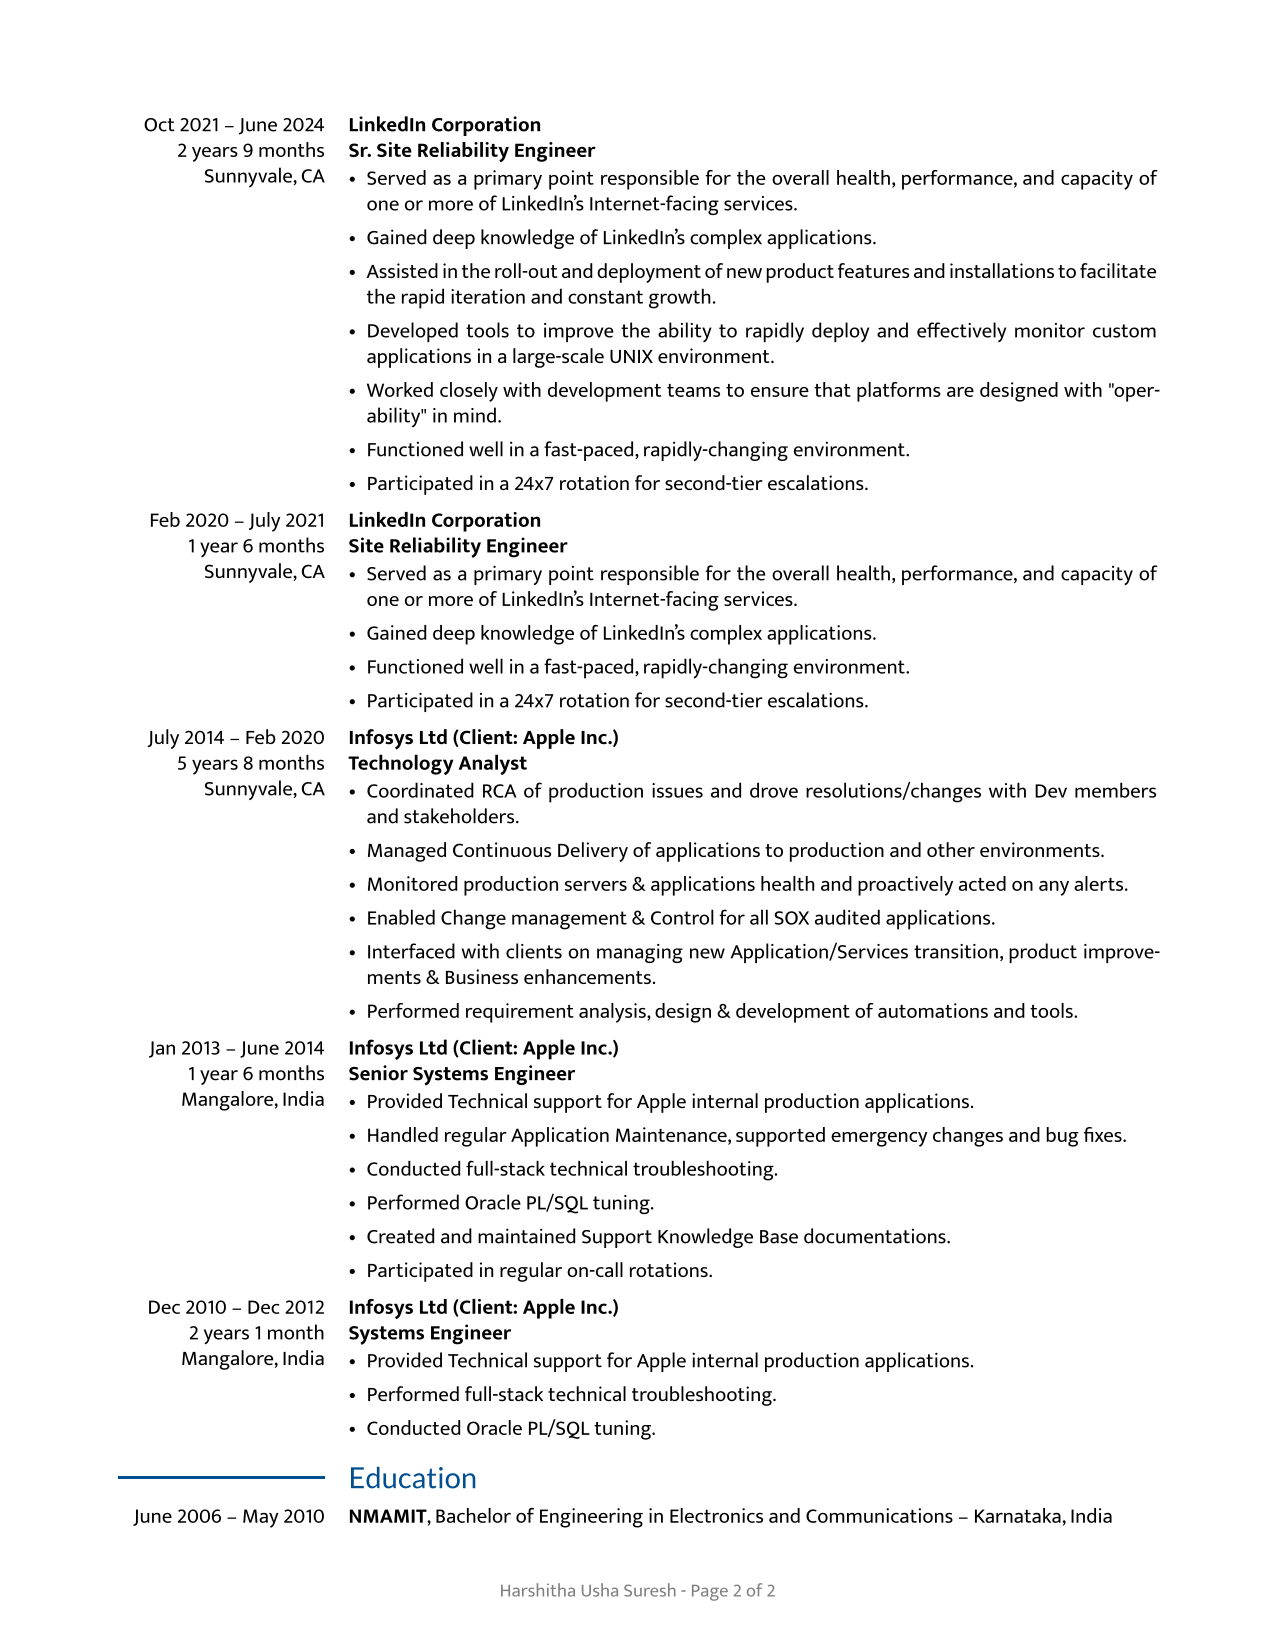 Oct 2021 – June 2024
2 years 9 months
Sunnyvale, CA
LinkedIn Corporation
Sr. Site Reliability Engineer
• Served as a primary point responsible for the overall health, performance, and capacity of
one or more of LinkedIn’s Internet-facing services.
• Gained deep knowledge of LinkedIn’s complex applications.
• Assisted in the roll-out and deployment of new product features and installations to facilitate
the rapid iteration and constant growth.
• Developed tools to improve the ability to rapidly deploy and effectively monitor custom
applications in a large-scale UNIX environment.
• Worked closely with development teams to ensure that platforms are designed with "oper-
ability" in mind.
• Functioned well in a fast-paced, rapidly-changing environment.
• Participated in a 24x7 rotation for second-tier escalations.
Feb 2020 – July 2021
1 year 6 months
Sunnyvale, CA
LinkedIn Corporation
Site Reliability Engineer
• Served as a primary point responsible for the overall health, performance, and capacity of
one or more of LinkedIn’s Internet-facing services.
• Gained deep knowledge of LinkedIn’s complex applications.
• Functioned well in a fast-paced, rapidly-changing environment.
• Participated in a 24x7 rotation for second-tier escalations.
July 2014 – Feb 2020
5 years 8 months
Sunnyvale, CA
Infosys Ltd (Client: Apple Inc.)
Technology Analyst
• Coordinated RCA of production issues and drove resolutions/changes with Dev members
and stakeholders.
• Managed Continuous Delivery of applications to production and other environments.
• Monitored production servers & applications health and proactively acted on any alerts.
• Enabled Change management & Control for all SOX audited applications.
• Interfaced with clients on managing new Application/Services transition, product improve-
ments & Business enhancements.
• Performed requirement analysis, design & development of automations and tools.
Jan 2013 – June 2014
1 year 6 months
Mangalore, India
Infosys Ltd (Client: Apple Inc.)
Senior Systems Engineer
• Provided Technical support for Apple internal production applications.
• Handled regular Application Maintenance, supported emergency changes and bug fixes.
• Conducted full-stack technical troubleshooting.
• Performed Oracle PL/SQL tuning.
• Created and maintained Support Knowledge Base documentations.
• Participated in regular on-call rotations.
Dec 2010 – Dec 2012
2 years 1 month
Mangalore, India
Infosys Ltd (Client: Apple Inc.)
Systems Engineer
• Provided Technical support for Apple internal production applications.
• Performed full-stack technical troubleshooting.
• Conducted Oracle PL/SQL tuning.
Education
June 2006 – May 2010
NMAMIT, Bachelor of Engineering in Electronics and Communications – Karnataka, India
Harshitha Usha Suresh - Page 2 of 2